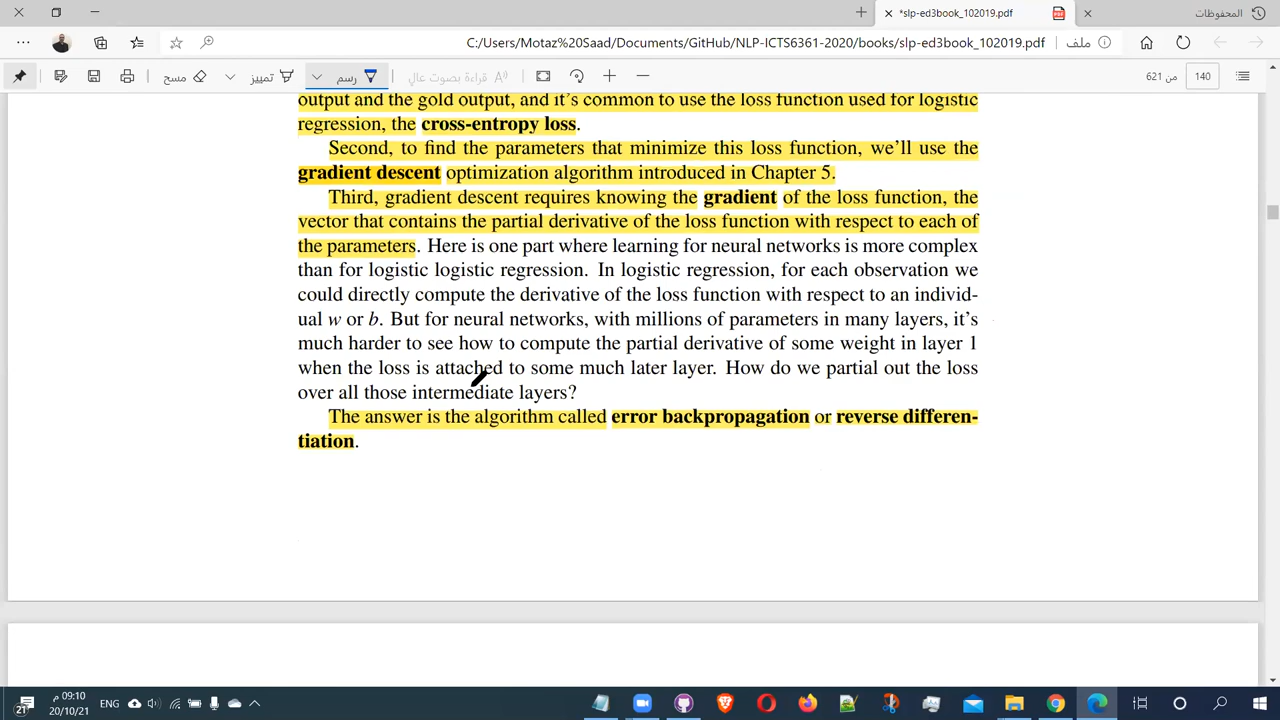 *slp-ed3book_102019.pdf
المحفوظات
C:/Users/Motaz%20Saad/Documents/GitHub/NLP-ICTS6361-2020/books/slp-ed3book_102019.pdf
ملف
مسح
تمييز
رسم
قراءة بصوت عالٍ
من 621
140
output and the gold output, and it's common to use the loss function used for logistic
regression, the cross-entropy loss.
Second, to find the parameters that minimize this loss function, we'll use the
gradient descent optimization algorithm introduced in Chapter 5.
Third, gradient descent requires knowing the gradient of the loss function, the
vector that contains the partial derivative of the loss function with respect to each of
the parameters. Here is one part where learning for neural networks is more complex
than for logistic logistic regression. In logistic regression, for each observation we
could directly compute the derivative of the loss function with respect to an individ-
ual w or b. But for neural networks, with millions of parameters in many layers, it's
much harder to see how to compute the partial derivative of some weight in layer 1
when the loss is attached to some much later layer. How do we partial out the loss
over all those intermediate layers?
The answer is the algorithm called error backpropagation or reverse differen-
tiation.
09:10 م
ENG
20/10/21